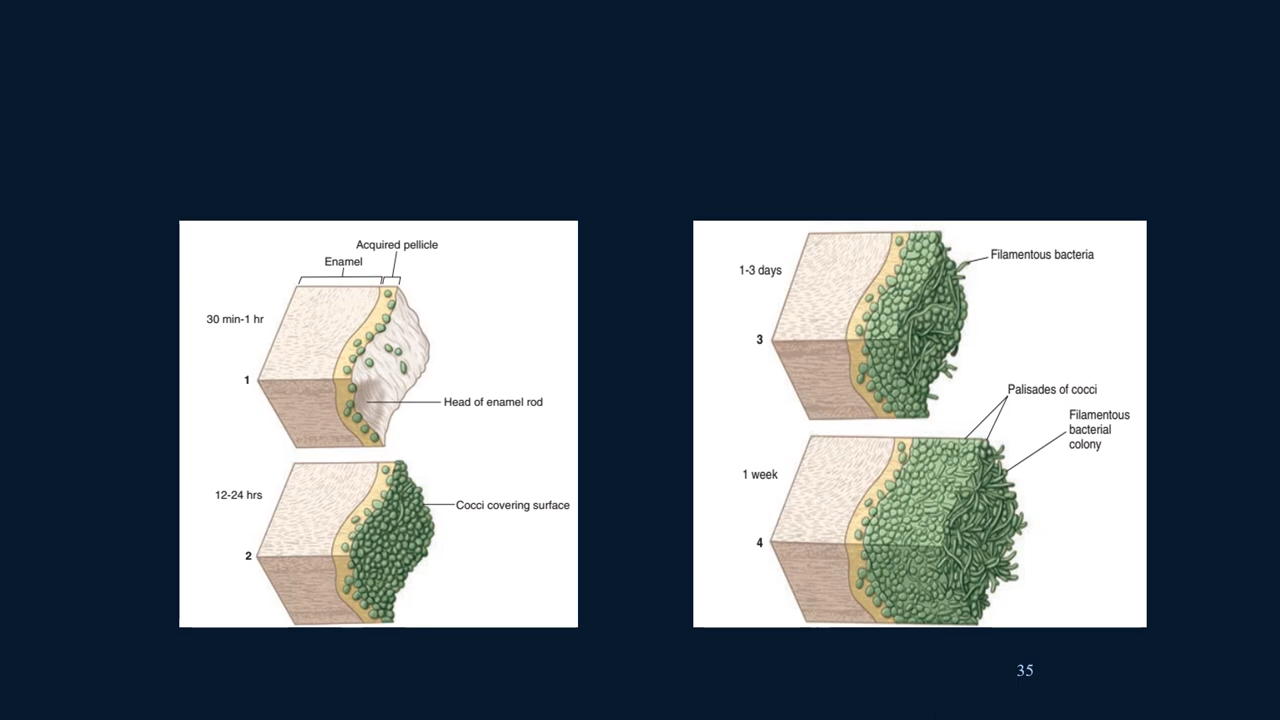 Acquired pellicle
Enamel
30 min-1 hr
1
Head of enamel rod
12-24 hrs
Cocci covering surface
2
Filamentous bacteria
1-3 days
3
Palisades of cocci
Filamentous
bacterial
colony
1 week
4
35